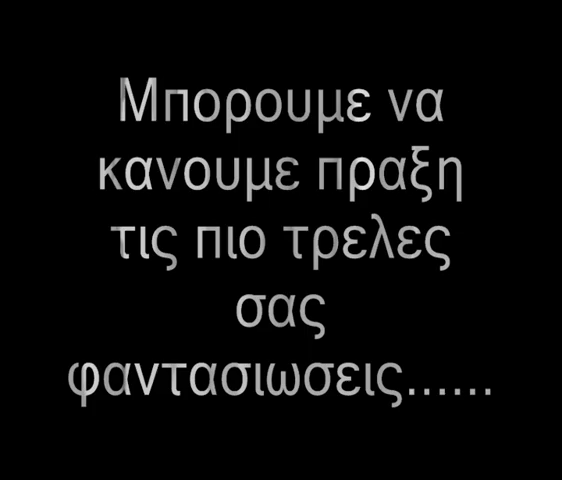 Μπορουμε να
κανουμε πραξη
τις πιο τρελες
σας
φαντασιωσεις......